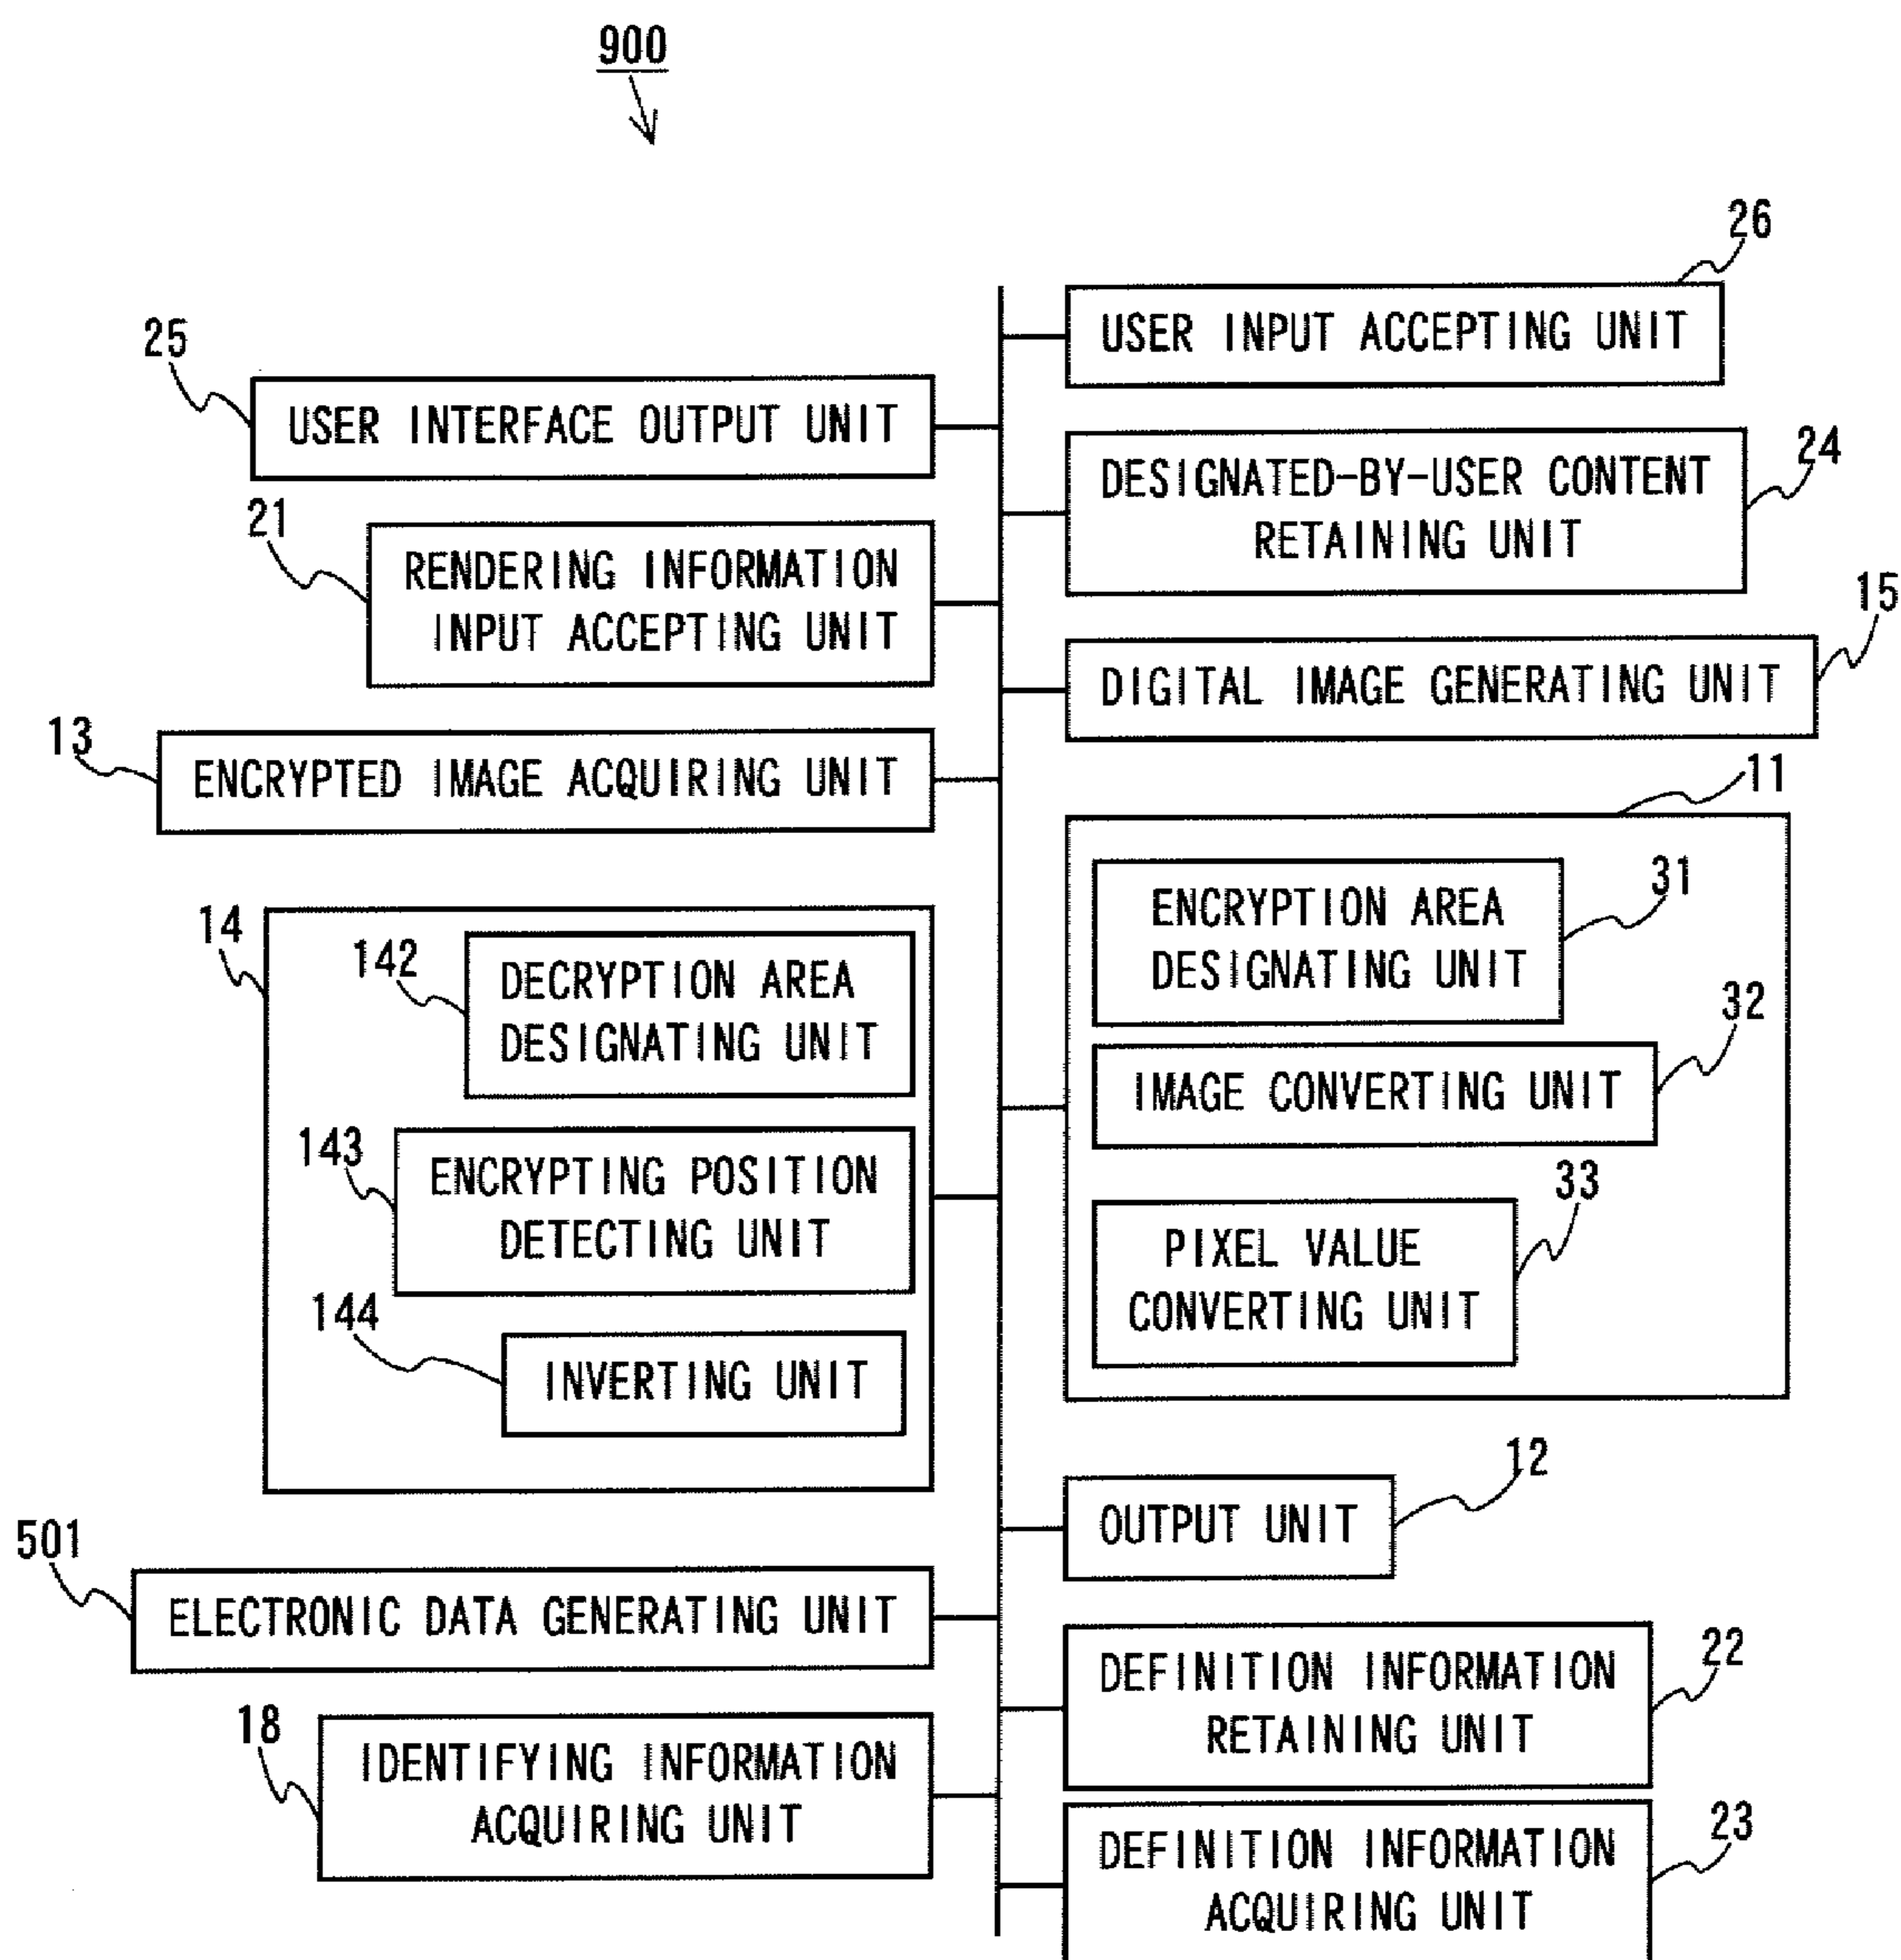 900
26
USER INPUT ACCEPTING UNIT
25
USER INTERFACE OUTPUT UNIT
24
DESIGNATED-BY-USER CONTENT
RETAINING UNIT
21
RENDERING INFORMATION
INPUT ACCEPTING UNIT
15
DIGITAL IMAGE GENERATING UNIT
13
ENCRYPTED IMAGE ACQUIRING UNIT
11
31
ENCRYPTION AREA
DESIGNATING UNIT
32
IMAGE CONVERTING UNIT
33
PIXEL VALUE
CONVERTING UNIT
14
142
DECRYPTION AREA
DESIGNATING UNIT
143
ENCRYPTING POSITION
DETECTING UNIT
144
INVERTING UNIT
12
OUTPUT UNIT
501
ELECTRONIC DATA GENERATING UNIT
22
DEFINITION INFORMATION
RETAINING UNIT
18
IDENTIFYING INFORMATION
ACQUIRING UNIT
23
DEFINITION INFORMATION
ACQUIRING UNIT